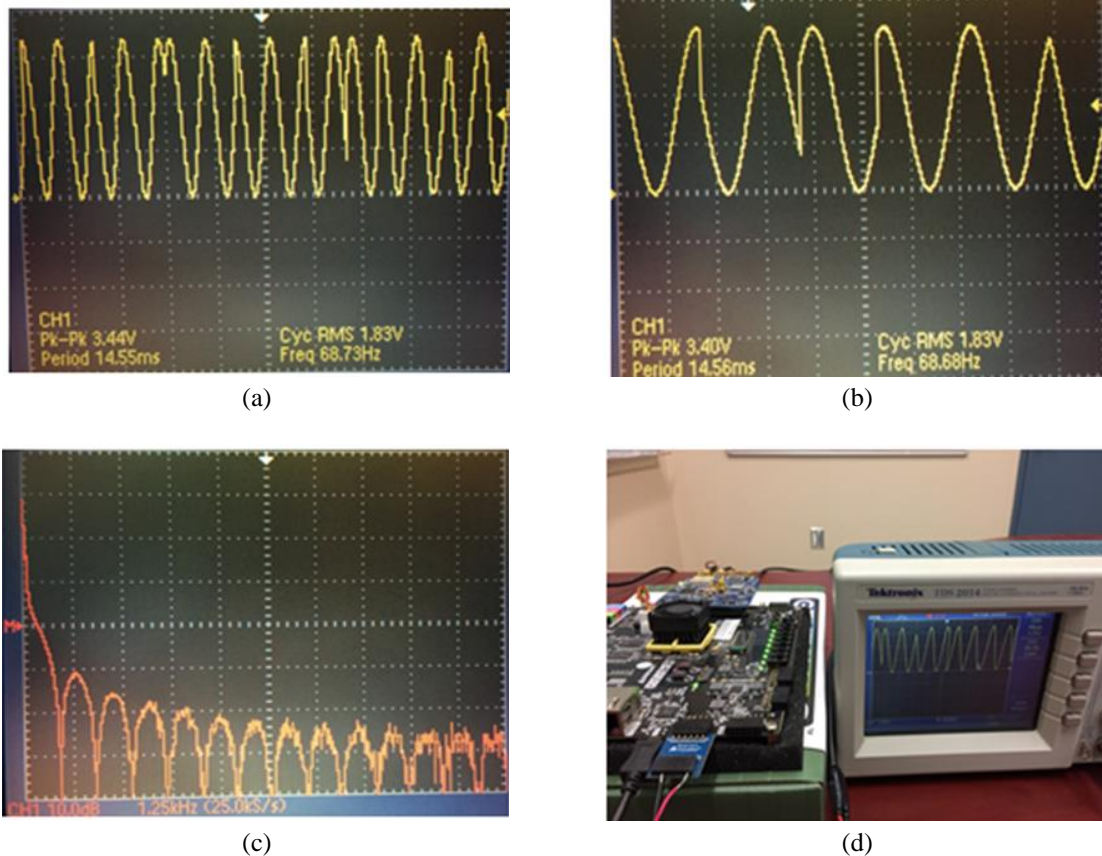 CH1
Pk-Pk 3.44V
Period 14.55ms
Cyc RMS 1.83V
Freq 68.73Hz
(a)
CH1
Pk-Pk 3.40V
Period 14.56ms
Cyc RMS 1.83V
Freq 68.68Hz
(b)
M
CH1 10.0dB
1.25kHz (25.0kS/s)
(c)
Tektronix TDS 2014
(d)